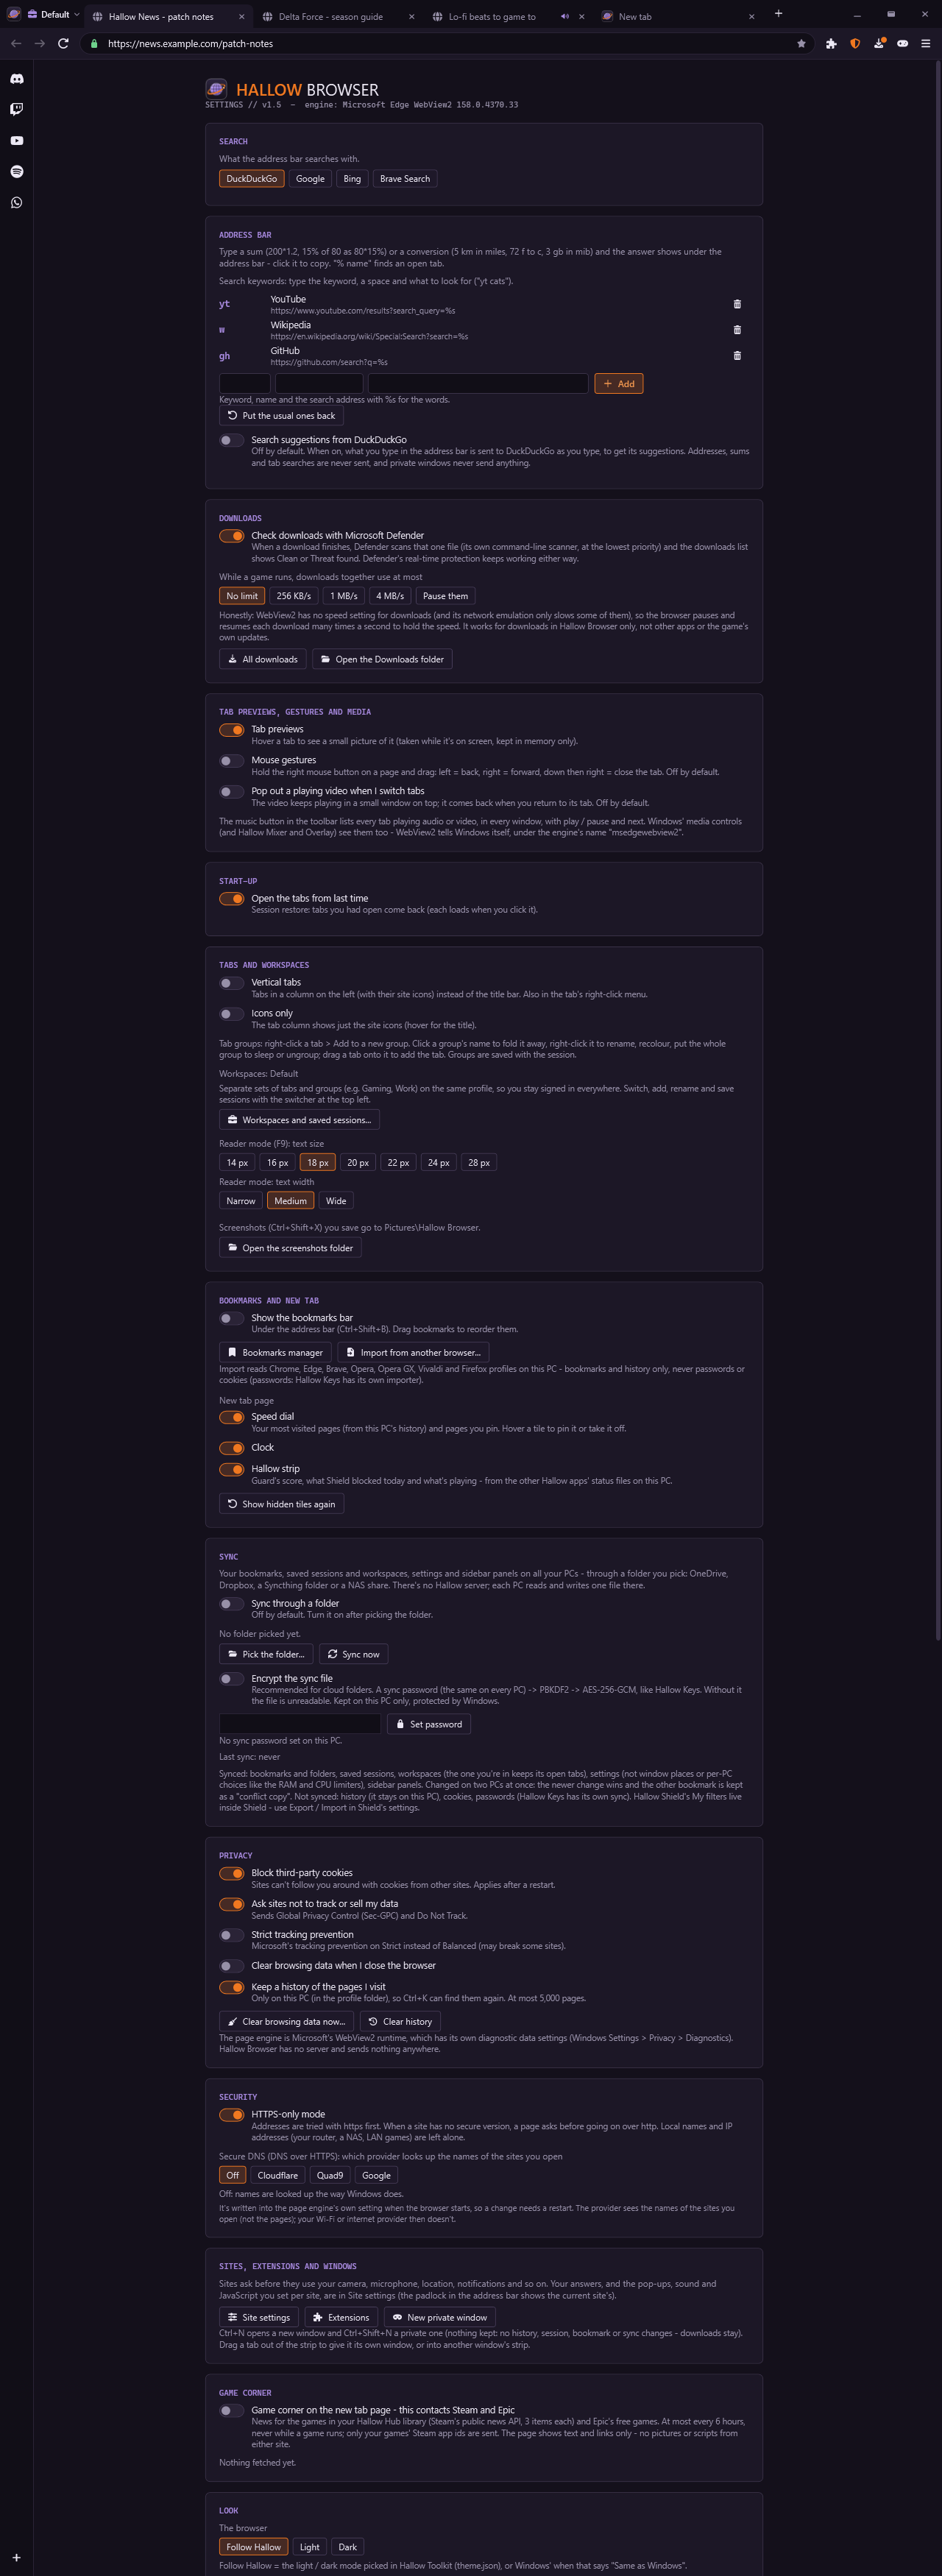 Default
Hallow News - patch notes
Delta Force - season guide
Lo-fi beats to game to
New tab
https://news.example.com/patch-notes
HALLOW BROWSER
SETTINGS // v1.5 — engine: Microsoft Edge WebView2 158.0.4370.33
SEARCH
What the address bar searches with.
DuckDuckGo
Google
Bing
Brave Search
ADDRESS BAR
Type a sum (200*1.2, 15% of 80 as 80*15%) or a conversion (5 km in miles, 72 f to c, 3 gb in mib) and the answer shows under the
address bar - click it to copy. "% name" finds an open tab.
Search keywords: type the keyword, a space and what to look for ("yt cats").
yt
YouTube
https://www.youtube.com/results?search_query=%s
w
Wikipedia
https://en.wikipedia.org/wiki/Special:Search?search=%s
gh
GitHub
https://github.com/search?q=%s
Add
Keyword, name and the search address with %s for the words.
Put the usual ones back
Search suggestions from DuckDuckGo
Off by default. When on, what you type in the address bar is sent to DuckDuckGo as you type, to get its suggestions. Addresses, sums
and tab searches are never sent, and private windows never send anything.
DOWNLOADS
Check downloads with Microsoft Defender
When a download finishes, Defender scans that one file (its own command-line scanner, at the lowest priority) and the downloads list
shows Clean or Threat found. Defender's real-time protection keeps working either way.
While a game runs, downloads together use at most
No limit
256 KB/s
1 MB/s
4 MB/s
Pause them
Honestly: WebView2 has no speed setting for downloads (and its network emulation only slows some of them), so the browser pauses and
resumes each download many times a second to hold the speed. It works for downloads in Hallow Browser only, not other apps or the game's
own updates.
All downloads
Open the Downloads folder
TAB PREVIEWS, GESTURES AND MEDIA
Tab previews
Hover a tab to see a small picture of it (taken while it's on screen, kept in memory only).
Mouse gestures
Hold the right mouse button on a page and drag: left = back, right = forward, down then right = close the tab. Off by default.
Pop out a playing video when I switch tabs
The video keeps playing in a small window on top; it comes back when you return to its tab. Off by default.
The music button in the toolbar lists every tab playing audio or video, in every window, with play / pause and next. Windows' media controls
(and Hallow Mixer and Overlay) see them too - WebView2 tells Windows itself, under the engine's name "msedgewebview2".
START-UP
Open the tabs from last time
Session restore: tabs you had open come back (each loads when you click it).
TABS AND WORKSPACES
Vertical tabs
Tabs in a column on the left (with their site icons) instead of the title bar. Also in the tab's right-click menu.
Icons only
The tab column shows just the site icons (hover for the title).
Tab groups: right-click a tab > Add to a new group. Click a group's name to fold it away, right-click it to rename, recolour, put the whole
group to sleep or ungroup; drag a tab onto it to add the tab. Groups are saved with the session.
Workspaces: Default
Separate sets of tabs and groups (e.g. Gaming, Work) on the same profile, so you stay signed in everywhere. Switch, add, rename and save
sessions with the switcher at the top left.
Workspaces and saved sessions...
Reader mode (F9): text size
14 px
16 px
18 px
20 px
22 px
24 px
28 px
Reader mode: text width
Narrow
Medium
Wide
Screenshots (Ctrl+Shift+X) you save go to Pictures\Hallow Browser.
Open the screenshots folder
BOOKMARKS AND NEW TAB
Show the bookmarks bar
Under the address bar (Ctrl+Shift+B). Drag bookmarks to reorder them.
Bookmarks manager
Import from another browser...
Import reads Chrome, Edge, Brave, Opera, Opera GX, Vivaldi and Firefox profiles on this PC - bookmarks and history only, never passwords or
cookies (passwords: Hallow Keys has its own importer).
New tab page
Speed dial
Your most visited pages (from this PC's history) and pages you pin. Hover a tile to pin it or take it off.
Clock
Hallow strip
Guard's score, what Shield blocked today and what's playing - from the other Hallow apps' status files on this PC.
Show hidden tiles again
SYNC
Your bookmarks, saved sessions and workspaces, settings and sidebar panels on all your PCs - through a folder you pick: OneDrive,
Dropbox, a Syncthing folder or a NAS share. There's no Hallow server; each PC reads and writes one file there.
Sync through a folder
Off by default. Turn it on after picking the folder.
No folder picked yet.
Pick the folder...
Sync now
Encrypt the sync file
Recommended for cloud folders. A sync password (the same on every PC) -> PBKDF2 -> AES-256-GCM, like Hallow Keys. Without it
the file is unreadable. Kept on this PC only, protected by Windows.
Set password
No sync password set on this PC.
Last sync: never
Synced: bookmarks and folders, saved sessions, workspaces (the one you're in keeps its open tabs), settings (not window places or per-PC
choices like the RAM and CPU limiters), sidebar panels. Changed on two PCs at once: the newer change wins and the other bookmark is kept
as a "conflict copy". Not synced: history (it stays on this PC), cookies, passwords (Hallow Keys has its own sync). Hallow Shield's My filters live
inside Shield - use Export / Import in Shield's settings.
PRIVACY
Block third-party cookies
Sites can't follow you around with cookies from other sites. Applies after a restart.
Ask sites not to track or sell my data
Sends Global Privacy Control (Sec-GPC) and Do Not Track.
Strict tracking prevention
Microsoft's tracking prevention on Strict instead of Balanced (may break some sites).
Clear browsing data when I close the browser
Keep a history of the pages I visit
Only on this PC (in the profile folder), so Ctrl+K can find them again. At most 5,000 pages.
Clear browsing data now...
Clear history
The page engine is Microsoft's WebView2 runtime, which has its own diagnostic data settings (Windows Settings > Privacy > Diagnostics).
Hallow Browser has no server and sends nothing anywhere.
SECURITY
HTTPS-only mode
Addresses are tried with https first. When a site has no secure version, a page asks before going on over http. Local names and IP
addresses (your router, a NAS, LAN games) are left alone.
Secure DNS (DNS over HTTPS): which provider looks up the names of the sites you open
Off
Cloudflare
Quad9
Google
Off: names are looked up the way Windows does.
It's written into the page engine's own setting when the browser starts, so a change needs a restart. The provider sees the names of the sites you
open (not the pages); your Wi-Fi or internet provider then doesn't.
SITES, EXTENSIONS AND WINDOWS
Sites ask before they use your camera, microphone, location, notifications and so on. Your answers, and the pop-ups, sound and
JavaScript you set per site, are in Site settings (the padlock in the address bar shows the current site's).
Site settings
Extensions
New private window
Ctrl+N opens a new window and Ctrl+Shift+N a private one (nothing kept: no history, session, bookmark or sync changes - downloads stay).
Drag a tab out of the strip to give it its own window, or into another window's strip.
GAME CORNER
Game corner on the new tab page - this contacts Steam and Epic
News for the games in your Hallow Hub library (Steam's public news API, 3 items each) and Epic's free games. At most every 6 hours,
never while a game runs; only your games' Steam app ids are sent. The page shows text and links only - no pictures or scripts from
either site.
Nothing fetched yet.
LOOK
The browser
Follow Hallow
Light
Dark
Follow Hallow = the light / dark mode picked in Hallow Toolkit (theme.json), or Windows' when that says "Same as Windows".